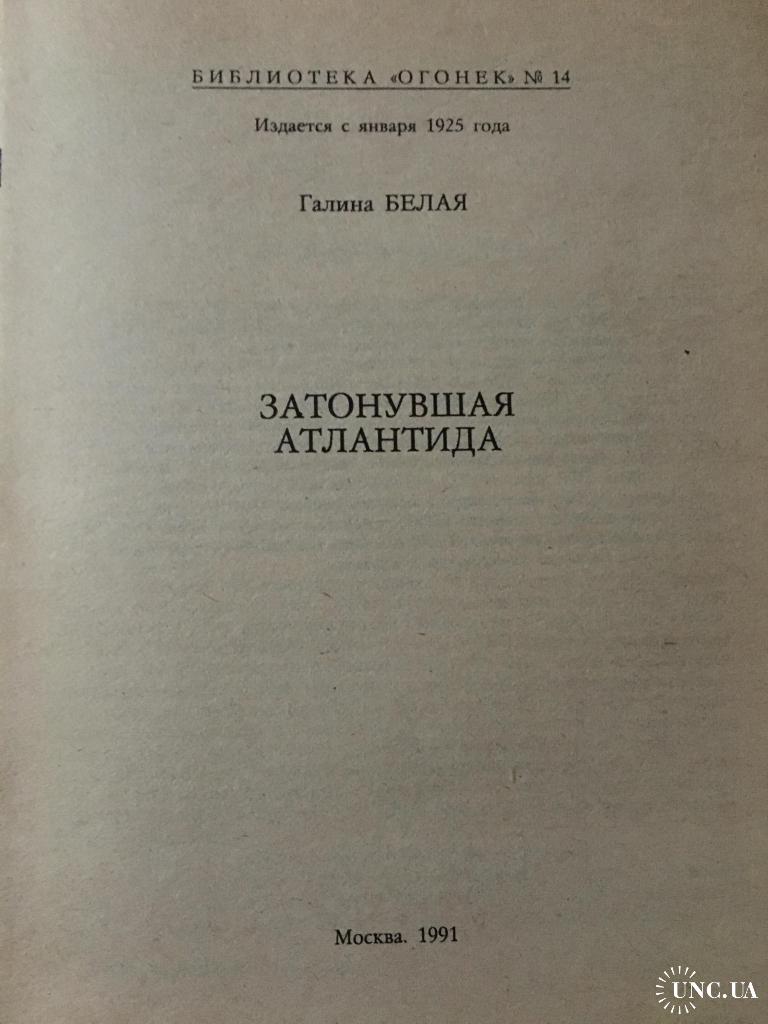 БИБЛИОТЕКА «ОГОНЕК» № 14
Издается с января 1925 года
Галина БЕЛАЯ
ЗАТОНУВШАЯ
АТЛАНТИДА
Москва. 1991
UNC.UA